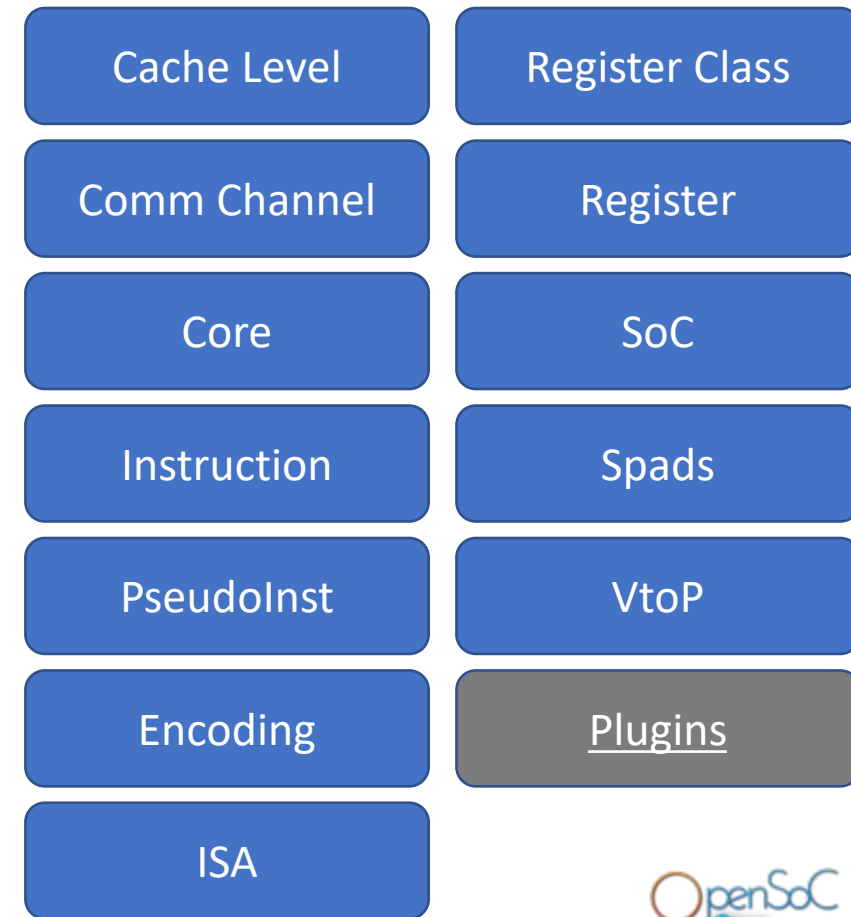 Cache Level
Comm Channel
Core
Instruction
PseudoInst
Encoding
ISA
Register Class
Register
SoC
Spads
VtoP
Plugins
OpenSoC